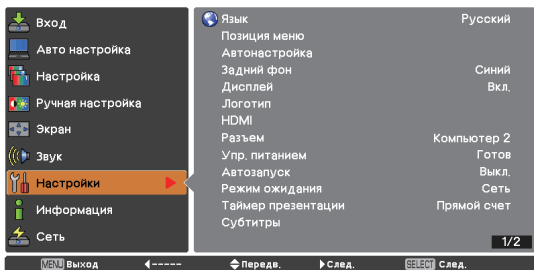 Вход
Авто настройка
Настройка
Ручная настройка
Экран
Звук
Настройки
Информация
Сеть
Язык Русский
Позиция меню
Автонастройка
Задний фон Синий
Дисплей Вкл.
Логотип
HDMI
Разъем Компьютер 2
Упр. питанием Готов
Автозапуск Выкл.
Режим ожидания Сеть
Таймер презентации Прямой счет
Субтитры
1/2
MENU Выход ----- Передв. След. SELECT След.